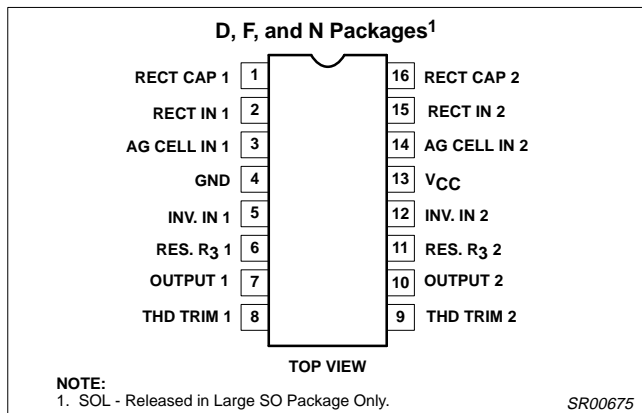 D, F, and N Packages1
RECT CAP 1 1 16 RECT CAP 2
RECT IN 1 2 15 RECT IN 2
AG CELL IN 1 3 14 AG CELL IN 2
GND 4 13 VCC
INV. IN 1 5 12 INV. IN 2
RES. R3 1 6 11 RES. R3 2
OUTPUT 1 7 10 OUTPUT 2
THD TRIM 1 8 9 THD TRIM 2
TOP VIEW
NOTE:
1. SOL - Released in Large SO Package Only.
SR00675